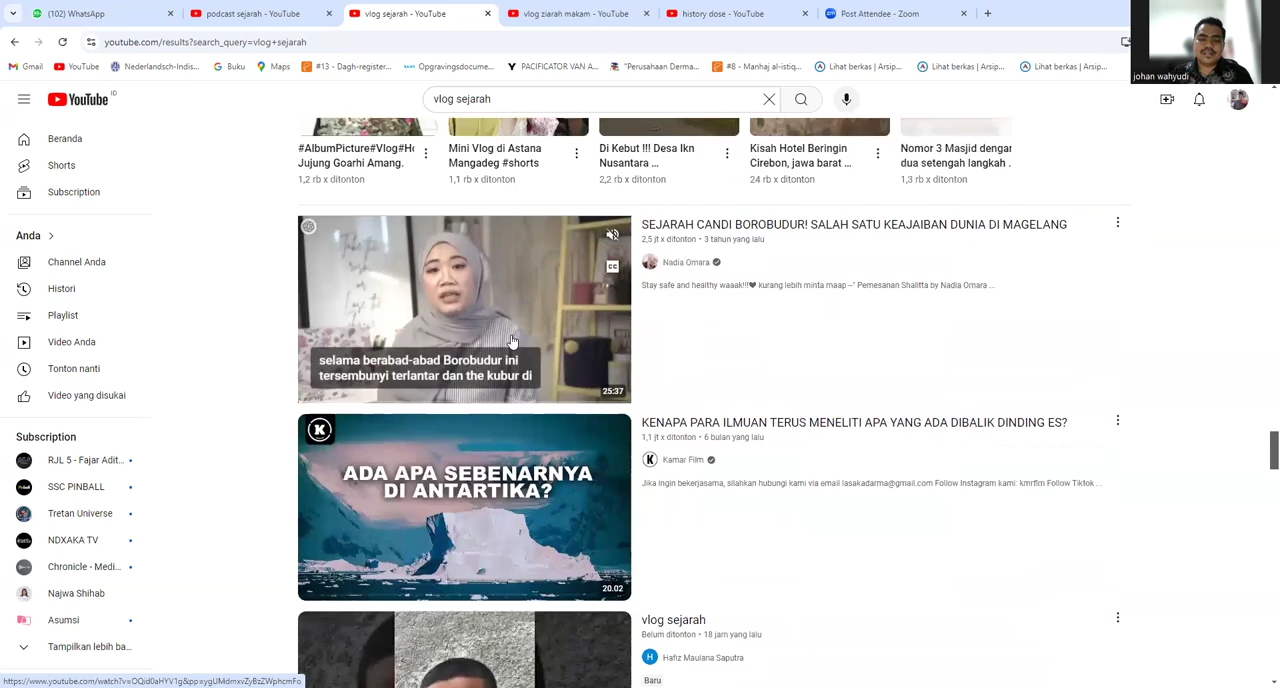 (102) WhatsApp
podcast sejarah - YouTube
vlog sejarah - YouTube
vlog ziarah makam - YouTube
history dose - YouTube
Post Attendee - Zoom
youtube.com/results?search_query=vlog+sejarah
Gmail
YouTube
Nederlandsch-Indis...
Buku
Maps
#13 – Dagh-register...
Opgravingsdocume...
PACIFICATOR VAN A...
"Perusahaan Derma...
#8 – Manhaj al-istiq...
Lihat berkas | Arsip...
Lihat berkas | Arsip...
Lihat berkas | Arsip...
johan wahyudi
YouTube ID
vlog sejarah
Beranda
Shorts
Subscription
Anda
Channel Anda
Histori
Playlist
Video Anda
Tonton nanti
Video yang disukai
Subscription
RJL 5 - Fajar Adit...
SSC PINBALL
Tretan Universe
NDXAKA TV
Chronicle - Medi...
Najwa Shihab
Asumsi
Tampilkan lebih ba...
#AlbumPicture#Vlog#Ho
Jujung Goarhi Amang.
1,2 rb x ditonton
Mini Vlog di Astana
Mangadeg #shorts
1,1 rb x ditonton
Di Kebut !!! Desa Ikn
Nusantara ...
2,2 rb x ditonton
Kisah Hotel Beringin
Cirebon, jawa barat ...
24 rb x ditonton
Nomor 3 Masjid dengan
dua setengah langkah .
1,3 rb x ditonton
CC
selama berabad-abad Borobudur ini
tersembunyi terlantar dan the kubur di
25:37
SEJARAH CANDI BOROBUDUR! SALAH SATU KEAJAIBAN DUNIA DI MAGELANG
2,5 jt x ditonton • 3 tahun yang lalu
Nadia Omara
Stay safe and healthy waaak!!!♥ kurang lebih minta maap --" Pemesanan Shalitta by Nadia Omara ...
K
ADA APA SEBENARNYA
DI ANTARTIKA?
20.02
KENAPA PARA ILMUAN TERUS MENELITI APA YANG ADA DIBALIK DINDING ES?
1,1 jt x ditonton • 6 bulan yang lalu
K Kamar Film
Jika ingin bekerjasama, silahkan hubungi kami via email lasakadarma@gmail.com Follow Instagram kami: kmrflm Follow Tiktok ...
vlog sejarah
Belum ditonton • 18 jam yang lalu
H Hafiz Maulana Saputra
Baru
https://www.youtube.com/watch?v=OQid0aHYV1g&pp=ygUMdmxvZyBzZWphcmFo